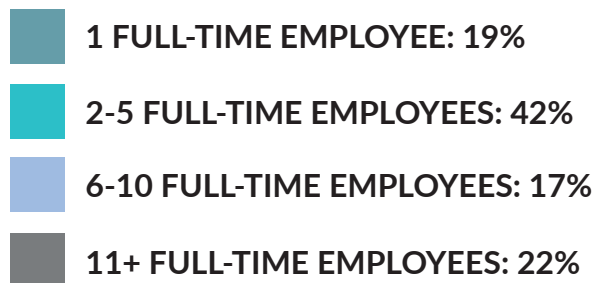 1 FULL-TIME EMPLOYEE: 19%
2-5 FULL-TIME EMPLOYEES: 42%
6-10 FULL-TIME EMPLOYEES: 17%
11+ FULL-TIME EMPLOYEES: 22%